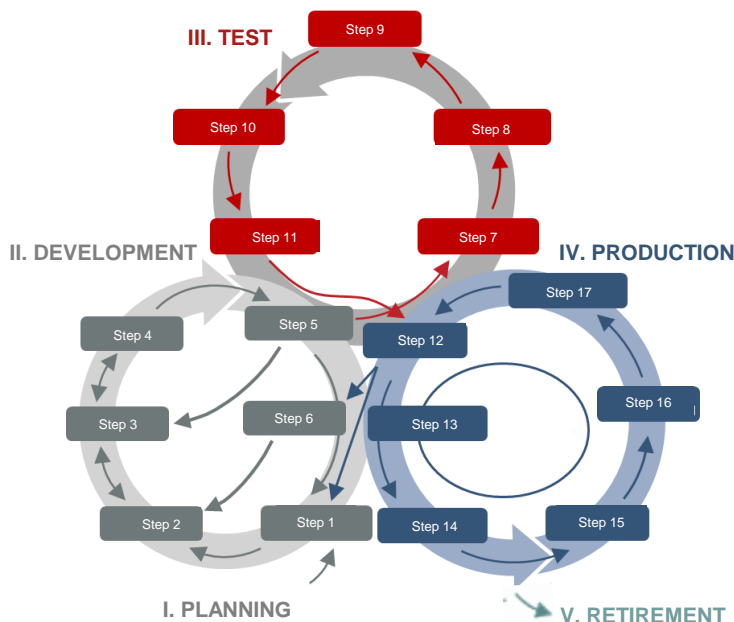 Step 9
III. TEST
Step 10
Step 8
Step 11
Step 7
II. DEVELOPMENT
IV. PRODUCTION
Step 17
Step 5
Step 4
Step 12
Step 16
Step 6
Step 3
Step 13
Step 2
Step 1
Step 14
Step 15
I. PLANNING
V. RETIREMENT